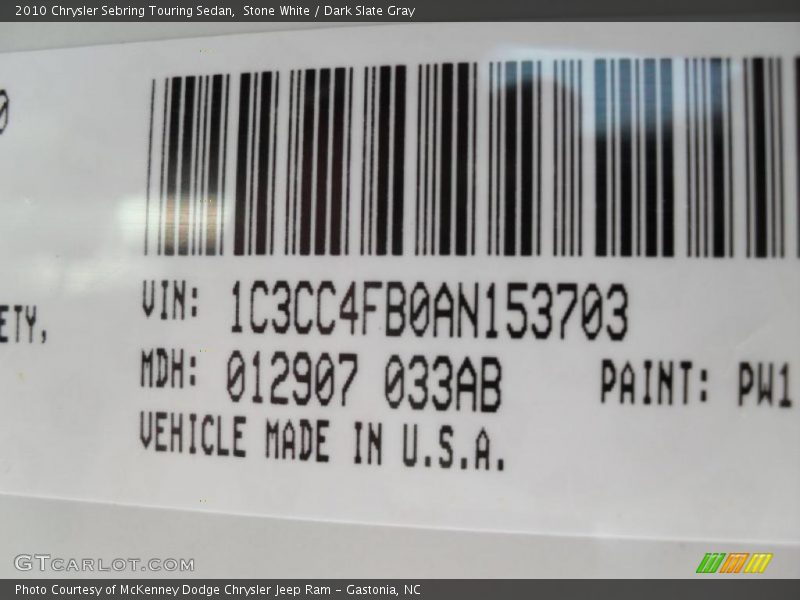 2010 Chrysler Sebring Touring Sedan,  Stone White / Dark Slate Gray
0
VIN: 1C3CC4FB0AN153703
ETY,
MDH: 012907 033AB PAINT: PW1
VEHICLE MADE IN U.S.A.
GTCARLOT.COM
Photo Courtesy of McKenney Dodge Chrysler Jeep Ram – Gastonia, NC